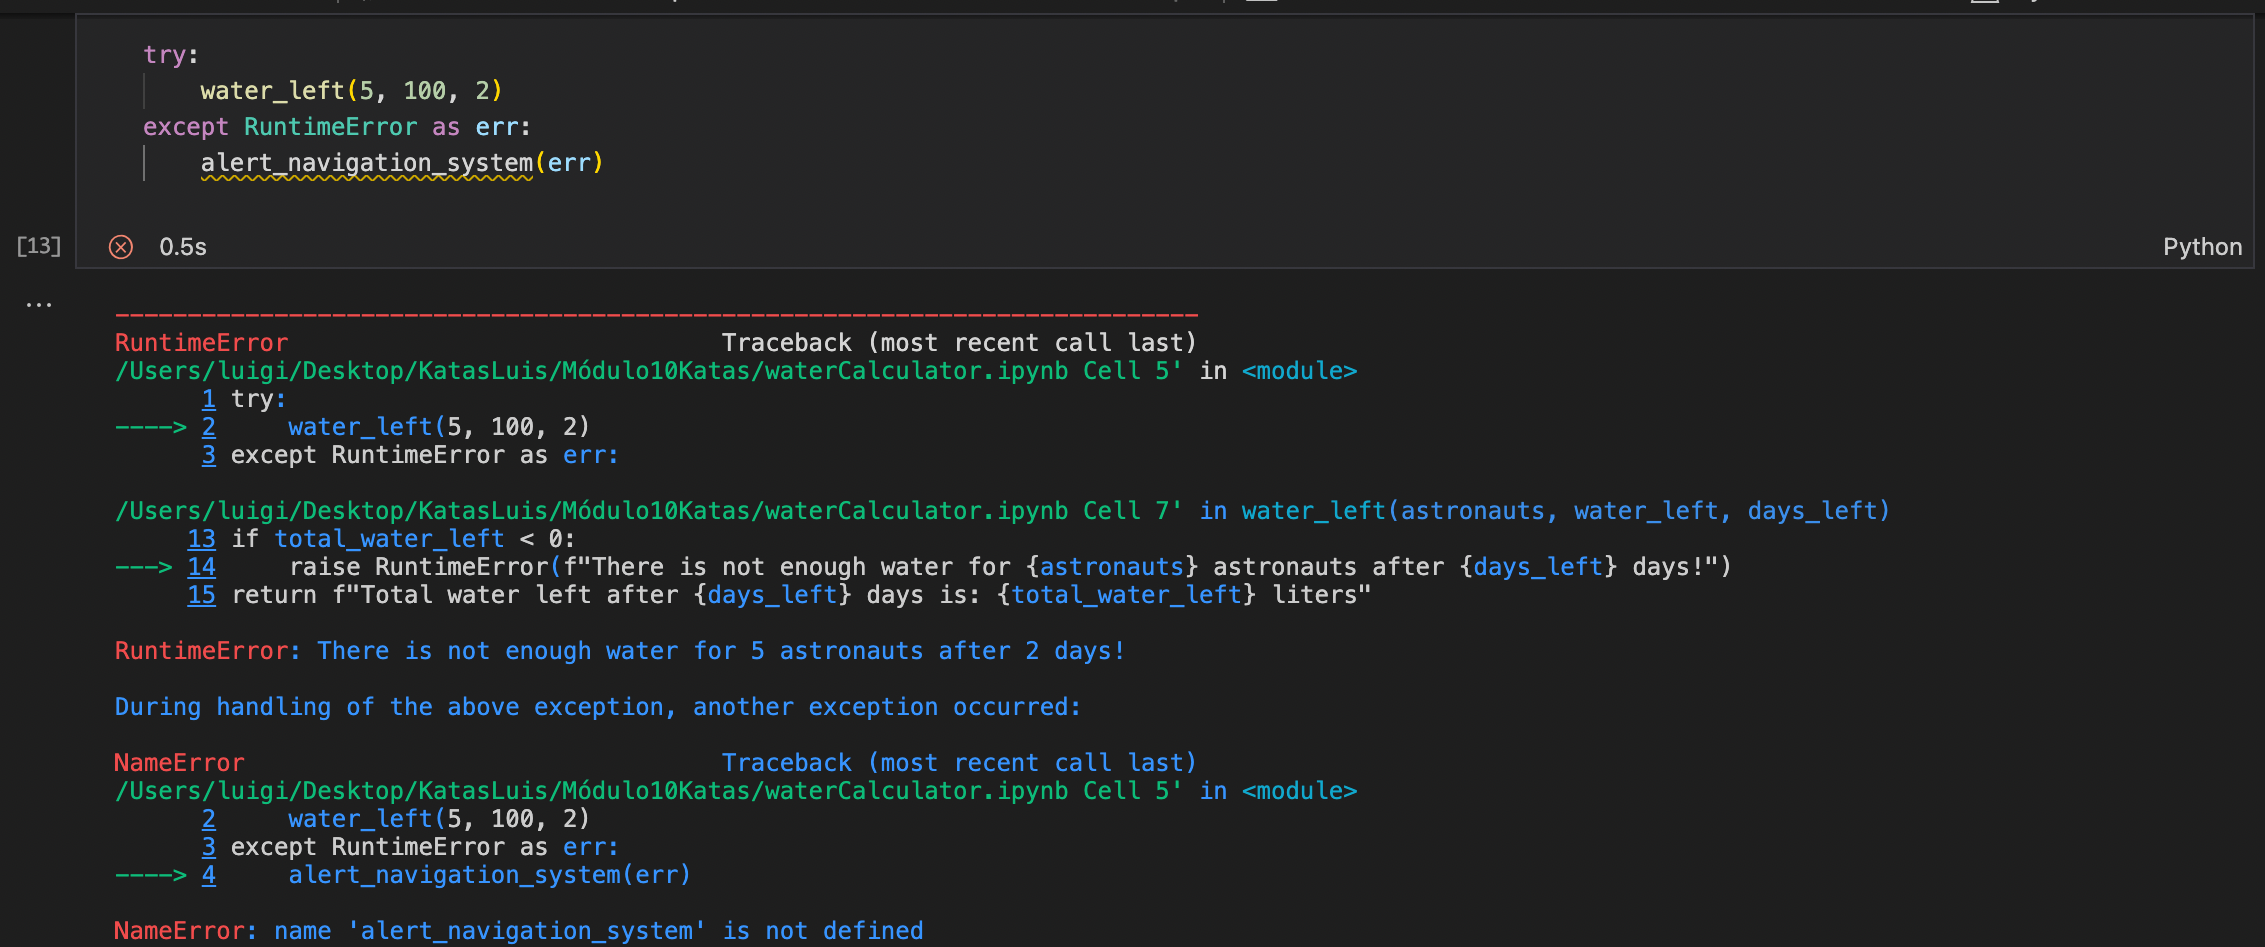 try:
    water_left(5, 100, 2)
except RuntimeError as err:
    alert_navigation_system(err)
[13] 0.5s Python
...
---------------------------------------------------------------------------
RuntimeError                              Traceback (most recent call last)
/Users/luigi/Desktop/KatasLuis/Módulo10Katas/waterCalculator.ipynb Cell 5' in <module>
      1 try:
----> 2     water_left(5, 100, 2)
      3 except RuntimeError as err:
/Users/luigi/Desktop/KatasLuis/Módulo10Katas/waterCalculator.ipynb Cell 7' in water_left(astronauts, water_left, days_left)
     13 if total_water_left < 0:
---> 14     raise RuntimeError(f"There is not enough water for {astronauts} astronauts after {days_left} days!")
     15 return f"Total water left after {days_left} days is: {total_water_left} liters"
RuntimeError: There is not enough water for 5 astronauts after 2 days!
During handling of the above exception, another exception occurred:
NameError                                 Traceback (most recent call last)
/Users/luigi/Desktop/KatasLuis/Módulo10Katas/waterCalculator.ipynb Cell 5' in <module>
      2     water_left(5, 100, 2)
      3 except RuntimeError as err:
----> 4     alert_navigation_system(err)
NameError: name 'alert_navigation_system' is not defined